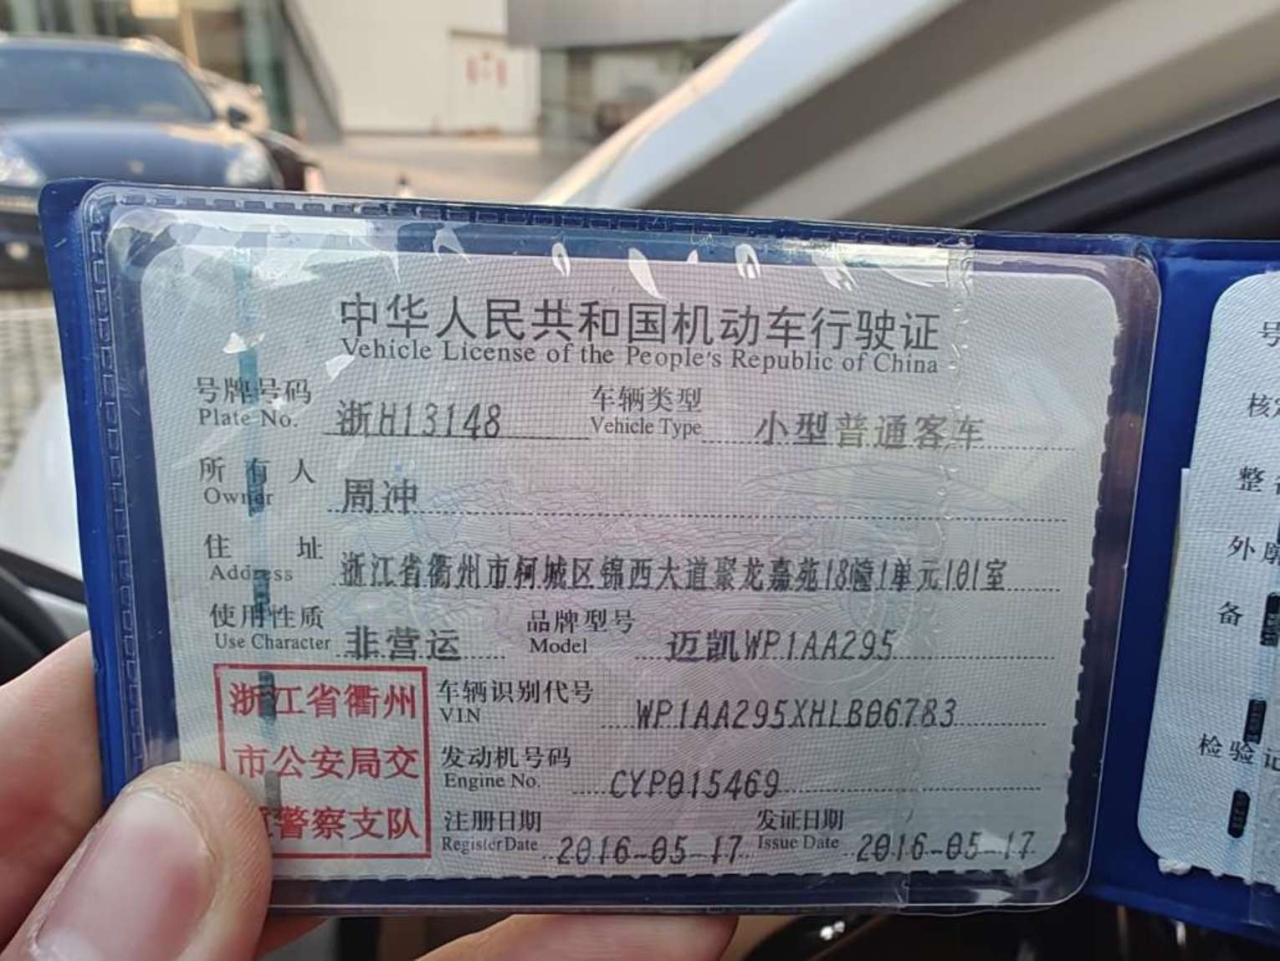 中华人民共和国机动车行驶证
Vehicle License of the People's Republic of China
号牌号码 浙H13148 车辆类型 小型普通客车
Plate No. Vehicle Type
所有人 周冲
Owner
住址 浙江省衢州市柯城区锦西大道聚龙嘉苑18幢1单元101室
Address
使用性质 非营运 品牌型号 迈凯WP1AA295
Use Character Model
浙江省衢州
市公安局交
警察支队
车辆识别代号 WP1AA295XHLB06783
VIN
发动机号码 CYP015469
Engine No.
注册日期 2016-05-17 发证日期 2016-05-17
Register Date Issue Date
号
核
整
外
备
检验记